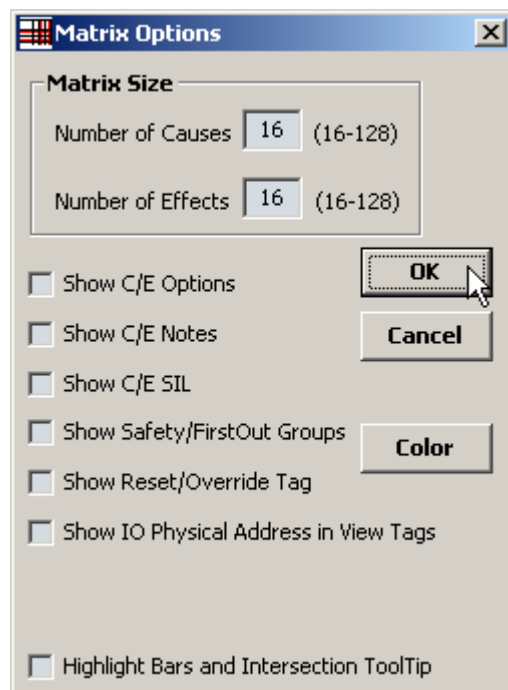 Matrix Options
Matrix Size
Number of Causes 16 (16-128)
Number of Effects 16 (16-128)
Show C/E Options
OK
Show C/E Notes
Cancel
Show C/E SIL
Show Safety/FirstOut Groups
Color
Show Reset/Override Tag
Show IO Physical Address in View Tags
Highlight Bars and Intersection ToolTip